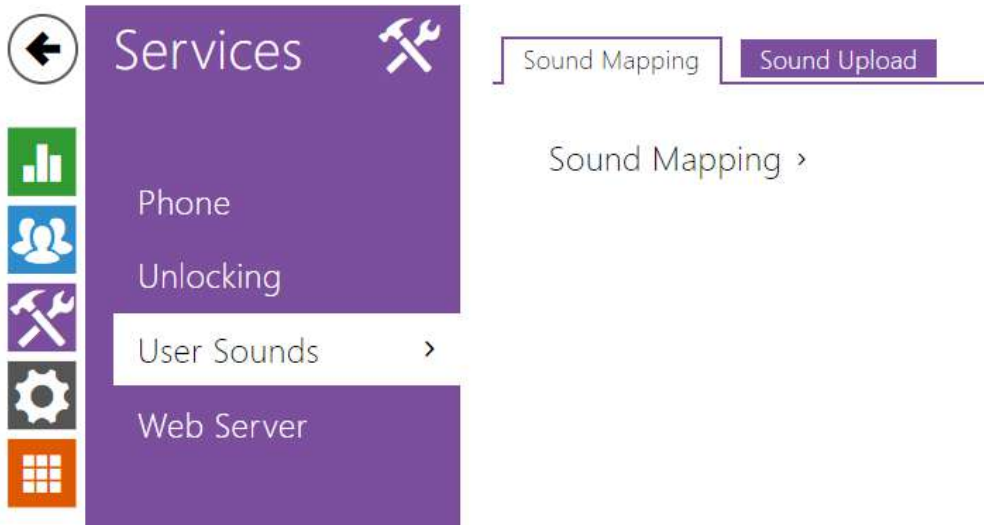 Services
Phone
Unlocking
User Sounds
Web Server
Sound Mapping
Sound Upload
Sound Mapping